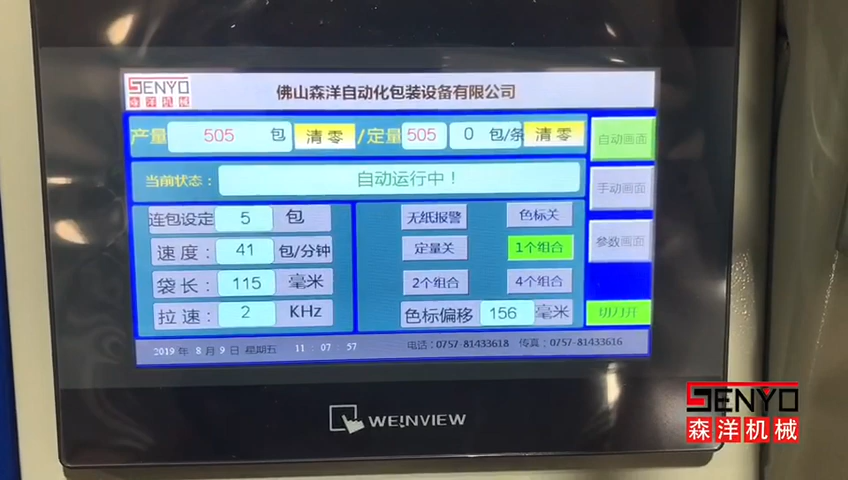 SENYO
森洋机械
佛山森洋自动化包装设备有限公司
产量 505 包 清零 /定量 505 0 包/条 清零
自动画面
当前状态： 自动运行中！
手动画面
连包设定 5 包
无纸报警 色标关
速度： 41 包/分钟
定量关 1个组合
参数画面
袋长： 115 毫米
2个组合 4个组合
拉速： 2 KHz
色标偏移 156 毫米
切刀开
2019 年 8 月 9 日 星期五 11 : 07 : 57
电话：0757-81433618 传真：0757-81433616
WEINVIEW
SENYO
森洋机械